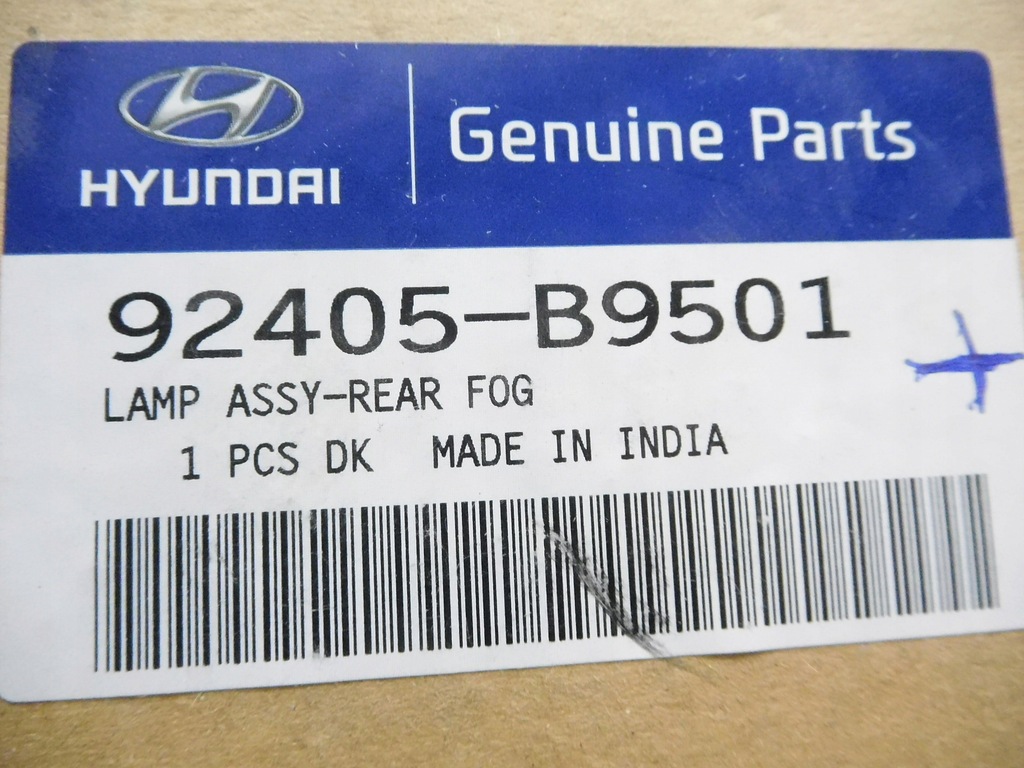 HYUNDAI
Genuine Parts
92405-B9501
LAMP ASSY-REAR FOG
1 PCS DK MADE IN INDIA